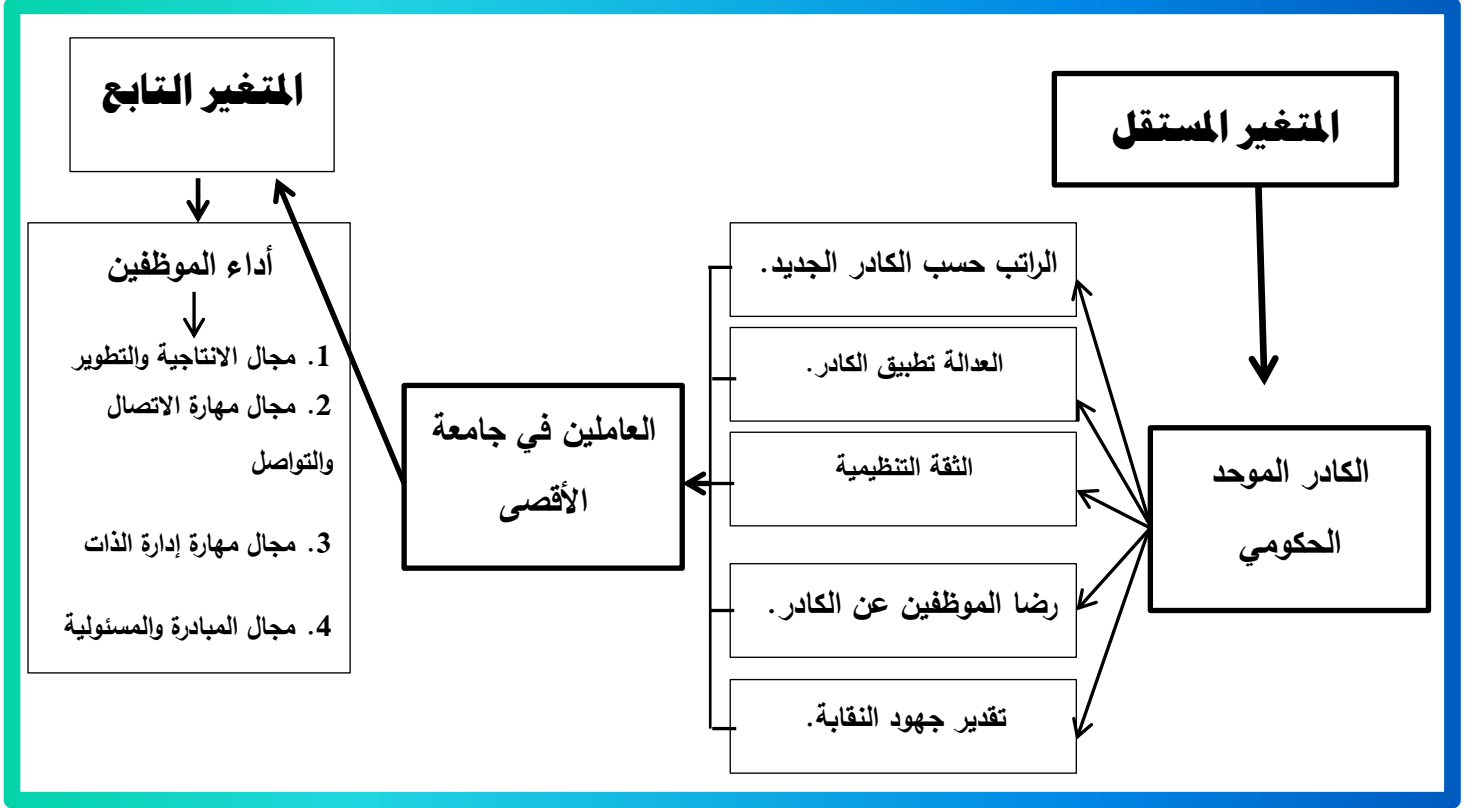 المتغير المستقل
المتغير التابع
الكادر الموحد
الحكومي
الراتب حسب الكادر الجديد.
العدالة تطبيق الكادر.
الثقة التنظيمية
رضا الموظفين عن الكادر.
تقدير جهود النقابة.
العاملين في جامعة
الأقصى
أداء الموظفين
1. مجال الانتاجية والتطوير
2. مجال مهارة الاتصال
والتواصل
3. مجال مهارة إدارة الذات
4. مجال المبادرة والمسئولية